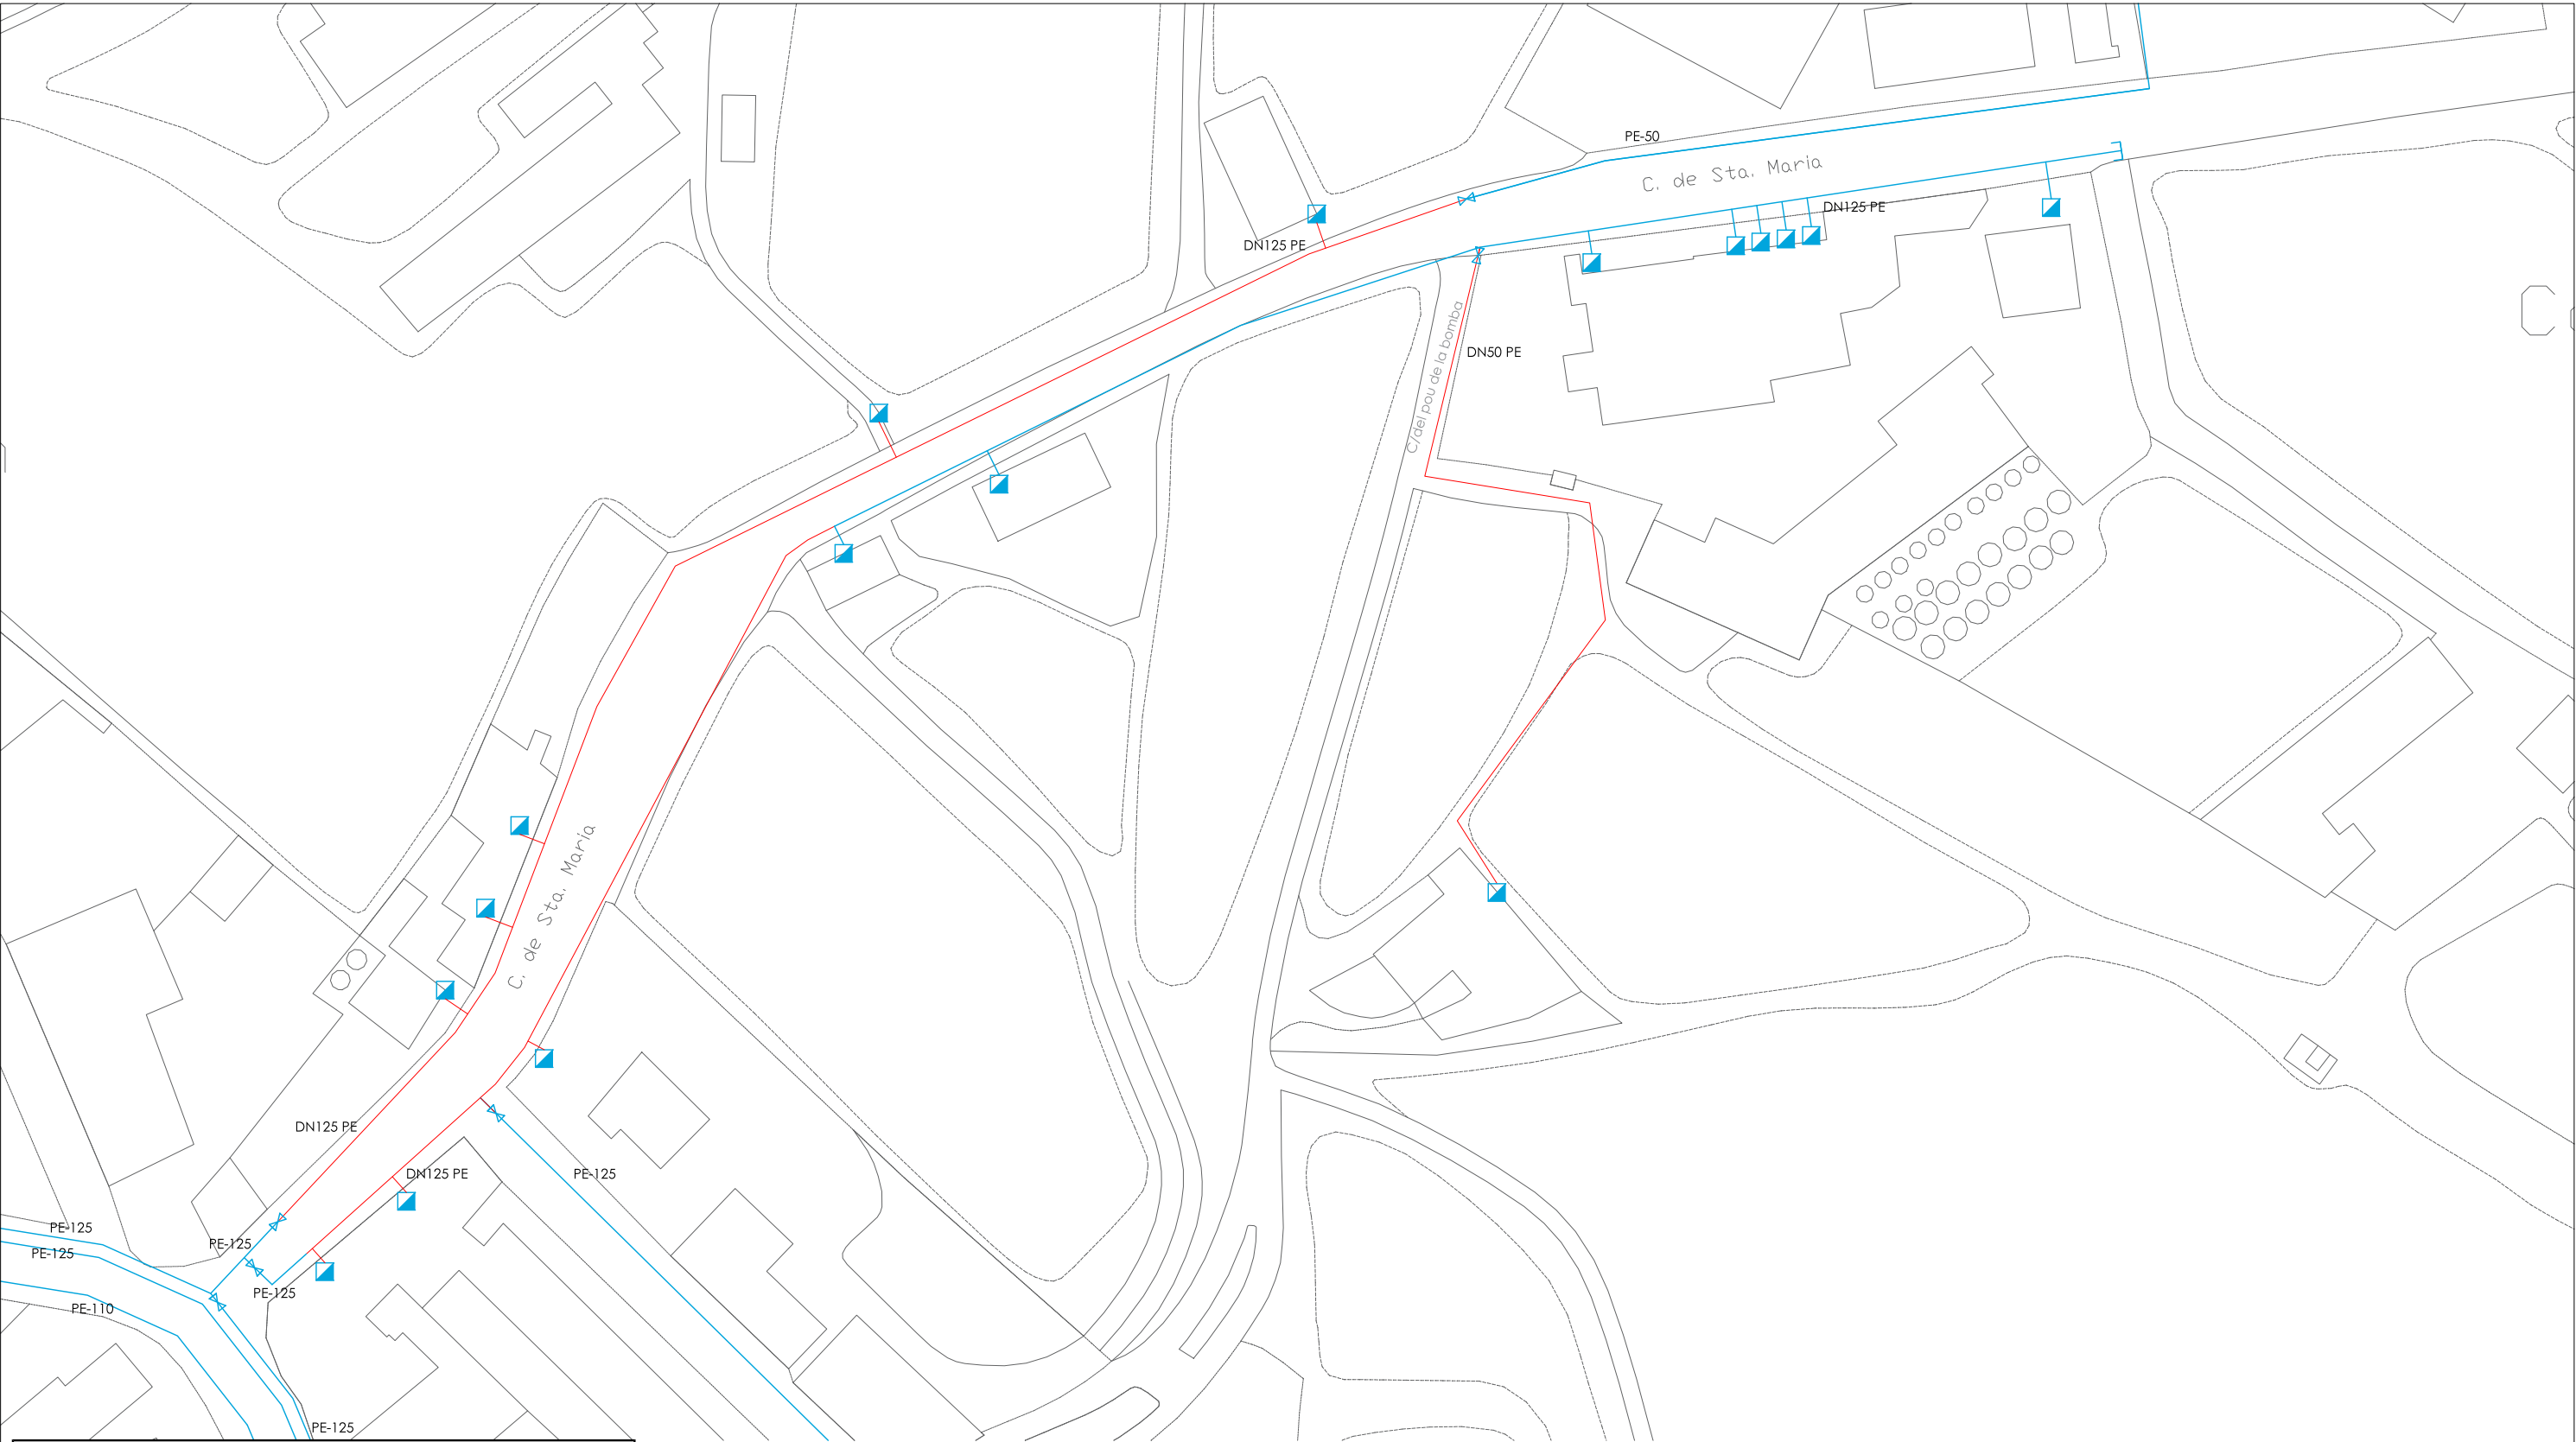 PE-50
C. de Sta. Maria
DN125 PE
DN125 PE
C/del pou de la bomba
DN50 PE
C. de Sta. Maria
DN125 PE
DN125 PE
PE-125
PE-125
PE-125
PE-125
PE-125
PE-110
PE-125